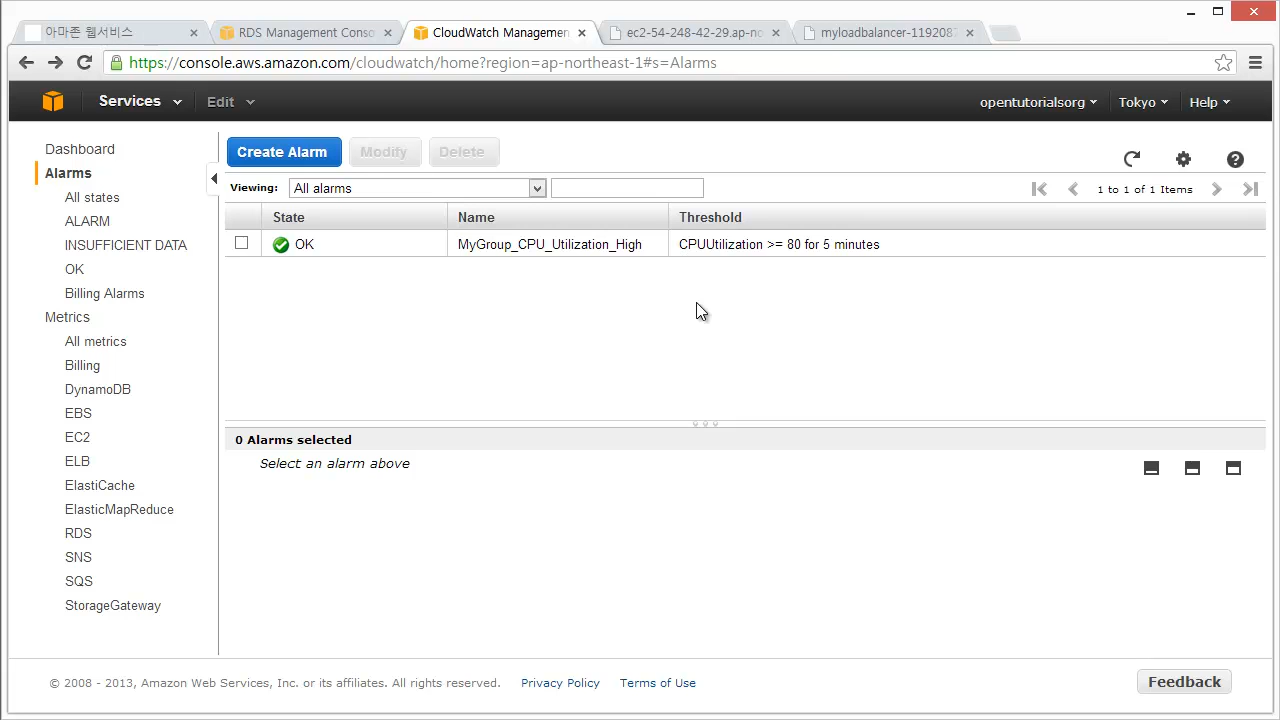 아마존 웹서비스
RDS Management Conso
CloudWatch Managemen
ec2-54-248-42-29.ap-no
myloadbalancer-1192087
https://console.aws.amazon.com/cloudwatch/home?region=ap-northeast-1#s=Alarms
Services
Edit
opentutorialsorg
Tokyo
Help
Dashboard
Alarms
All states
ALARM
INSUFFICIENT DATA
OK
Billing Alarms
Metrics
All metrics
Billing
DynamoDB
EBS
EC2
ELB
ElastiCache
ElasticMapReduce
RDS
SNS
SQS
StorageGateway
Create Alarm
Modify
Delete
Viewing:
All alarms
1 to 1 of 1 Items
State
Name
Threshold
OK
MyGroup_CPU_Utilization_High
CPUUtilization >= 80 for 5 minutes
0 Alarms selected
Select an alarm above
© 2008 - 2013, Amazon Web Services, Inc. or its affiliates. All rights reserved.
Privacy Policy
Terms of Use
Feedback